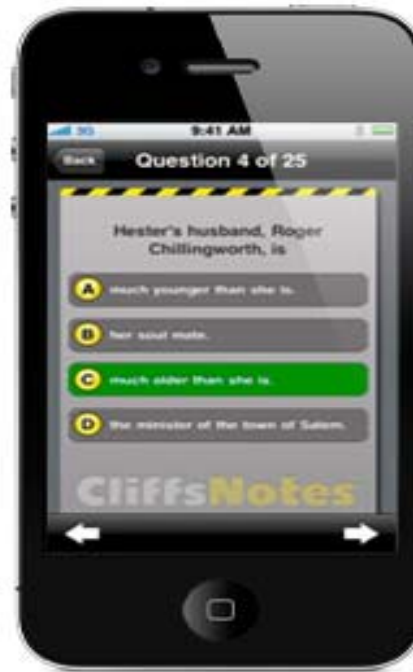 3G 9:41 AM
Back Question 4 of 25
Hester's husband, Roger
Chillingworth, is
A much younger than she is.
B her soul mate.
C much older than she is.
D the minister of the town of Salem.
CliffsNotes